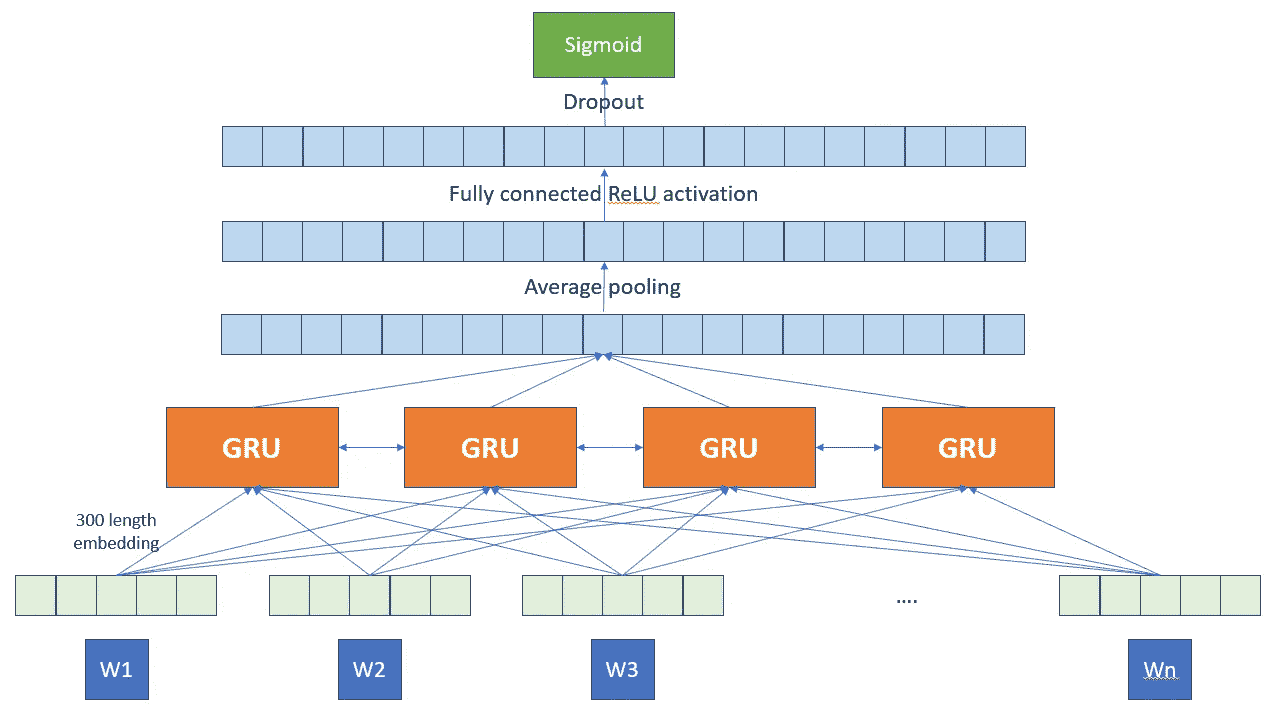 Sigmoid
Dropout
Fully connected ReLU activation
Average pooling
GRU GRU GRU GRU
300 length
embedding
....
W1 W2 W3 Wn